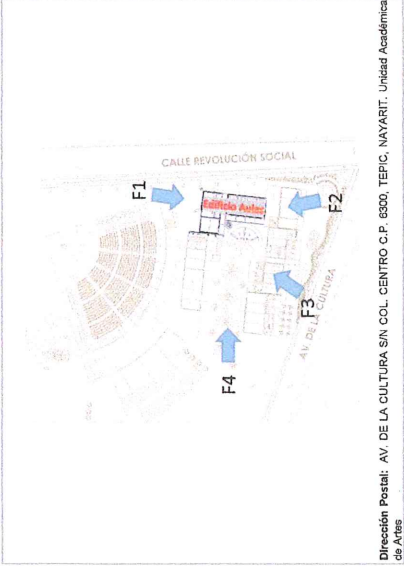 CALLE REVOLUCIÓN SOCIAL
F1
Edificio Aulas
F2
F3
F4
AV. DE LA CULTURA
Dirección Postal: AV. DE LA CULTURA S/N COL. CENTRO C.P. 6300, TEPIC, NAYARIT. Unidad Académica
de Artes